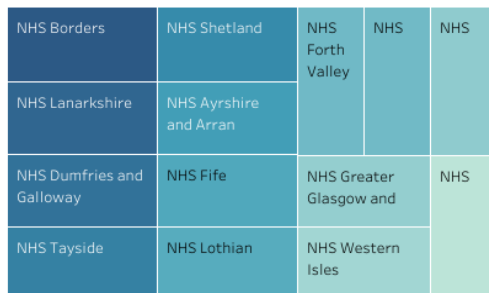 NHS Borders
NHS Lanarkshire
NHS Dumfries and
Galloway
NHS Tayside
NHS Shetland
NHS Ayrshire
and Arran
NHS Fife
NHS Lothian
NHS
Forth
Valley
NHS
NHS
NHS Greater
Glasgow and
NHS Western
Isles
NHS